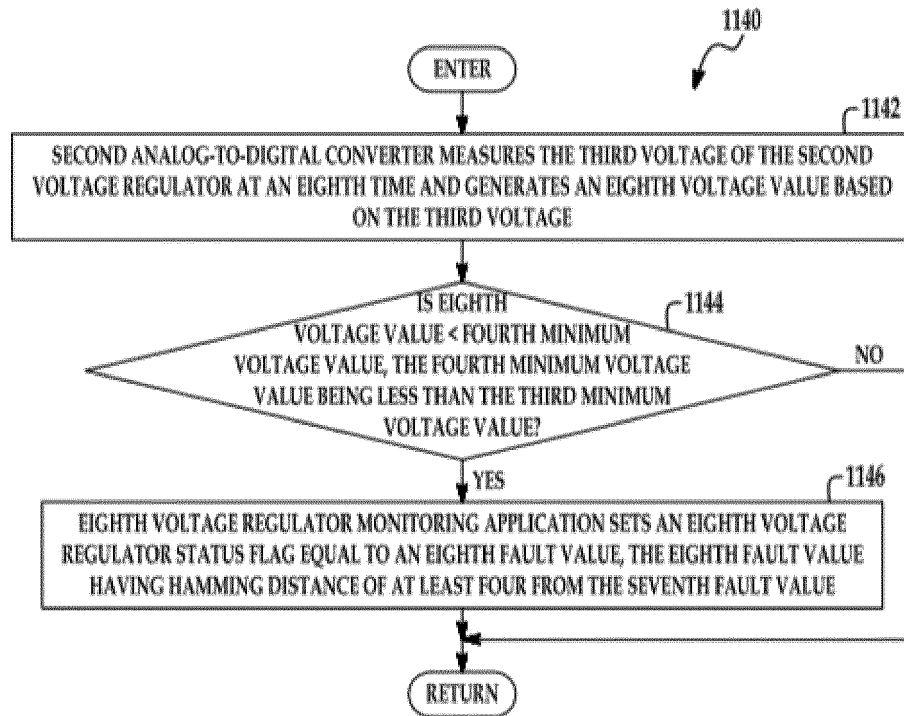 1140
ENTER
1142
SECOND ANALOG-TO-DIGITAL CONVERTER MEASURES THE THIRD VOLTAGE OF THE SECOND
VOLTAGE REGULATOR AT AN EIGHTH TIME AND GENERATES AN EIGHTH VOLTAGE VALUE BASED
ON THE THIRD VOLTAGE
1144
IS EIGHTH
VOLTAGE VALUE < FOURTH MINIMUM
VOLTAGE VALUE, THE FOURTH MINIMUM VOLTAGE
VALUE BEING LESS THAN THE THIRD MINIMUM
VOLTAGE VALUE?
NO
YES
1146
EIGHTH VOLTAGE REGULATOR MONITORING APPLICATION SETS AN EIGHTH VOLTAGE
REGULATOR STATUS FLAG EQUAL TO AN EIGHTH FAULT VALUE, THE EIGHTH FAULT VALUE
HAVING HAMMING DISTANCE OF AT LEAST FOUR FROM THE SEVENTH FAULT VALUE
RETURN